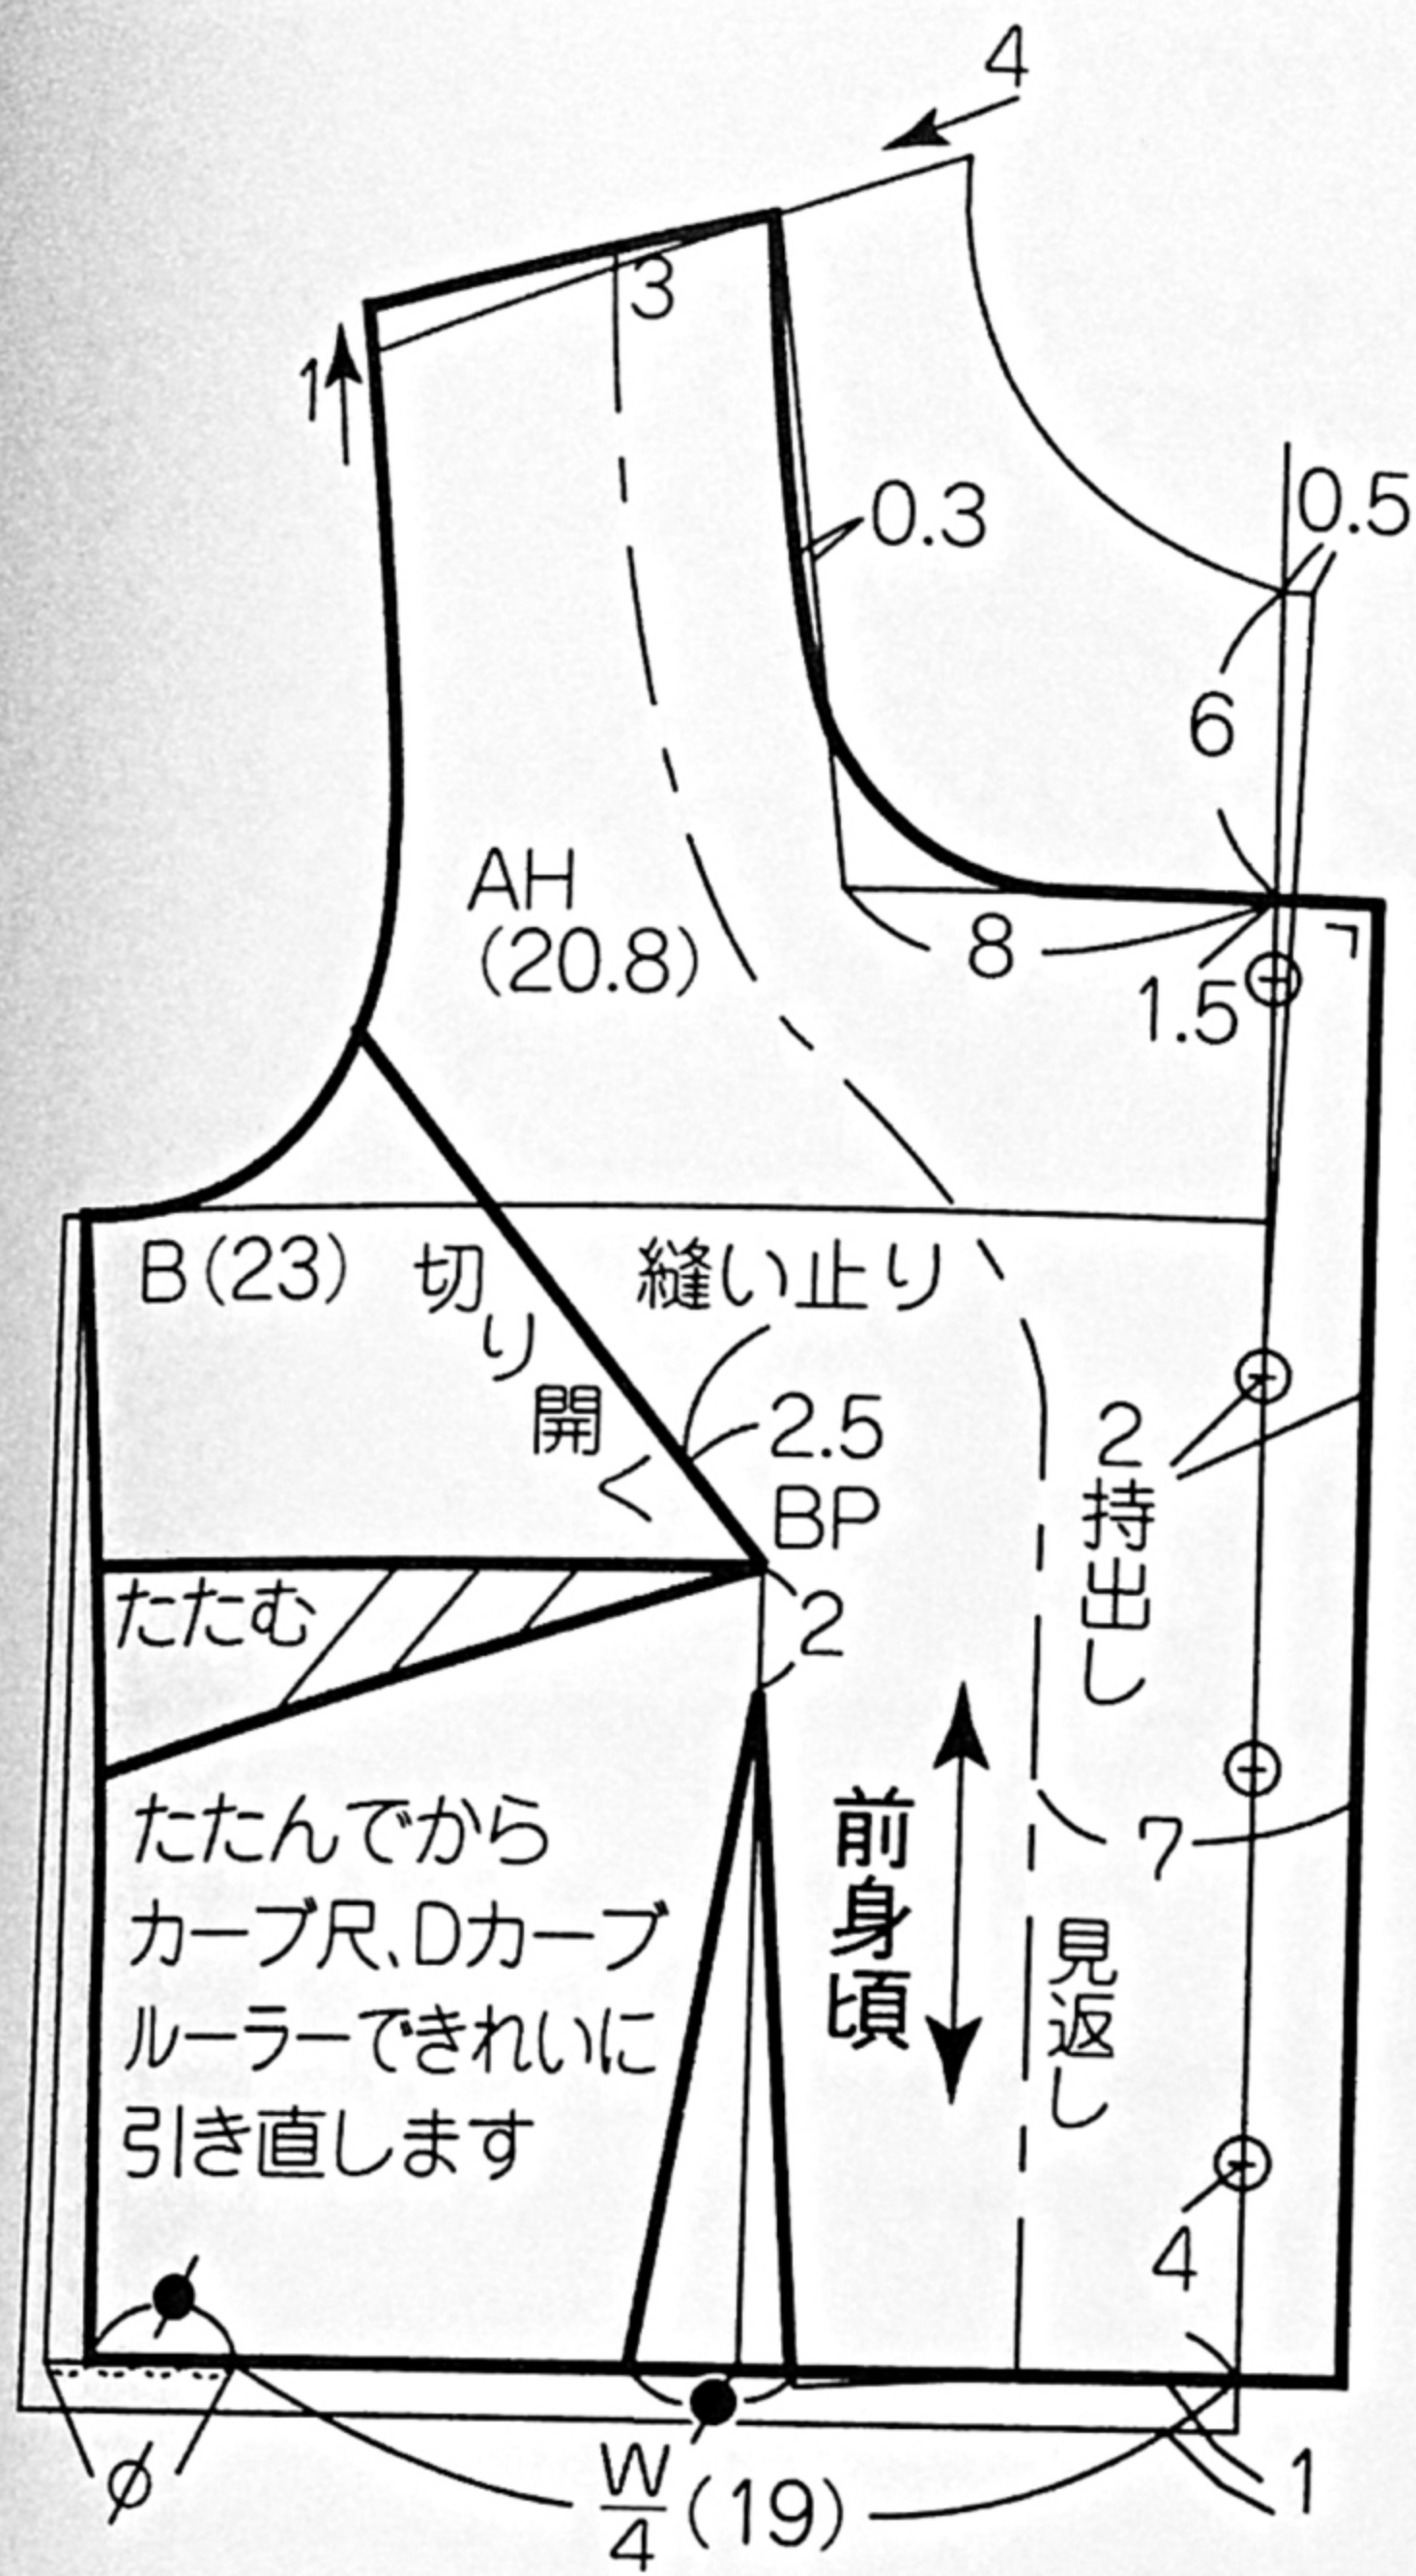 4
3
1
0.3
0.5
6
AH
(20.8)
8
1.5
B(23)
切り開く
縫い止り
2.5
BP
2
2
持出し
たたむ
7
たたんでから
カーブ尺、Dカーブ
ルーラーできれいに
引き直します
前身頃
見返し
4
φ
W/4(19)
1